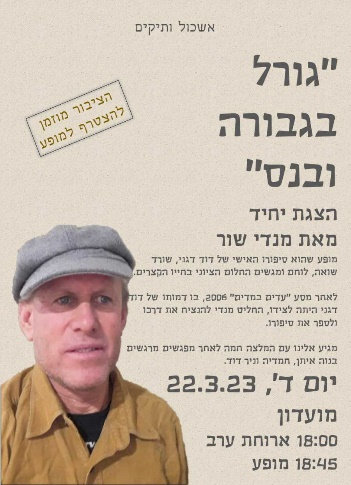 אשכול ותיקים
"גורל
בגבורה
ובנס"
הציבור מוזמן
להצטרף למופע
הצגת יחיד
מאת מנדי שור
מופע שהוא סיפורו האישי של דוד דגני, שורד
שואה, לוחם ומגשים החלום הציוני בחייו הקצרים.
לאחר מסע "עדים במדים" 2006, בו דמותו של דוד
דגני היתה לצידו, החליט מנדי להנציח את דרכו
ולספר את סיפורו.
מגיע אלינו עם המלצה חמה לאחר מפגשים מרגשים
בנוה איתן, חמדיה וניר דוד.
יום ד', 22.3.23
מועדון
18:00 ארוחת ערב
18:45 מופע